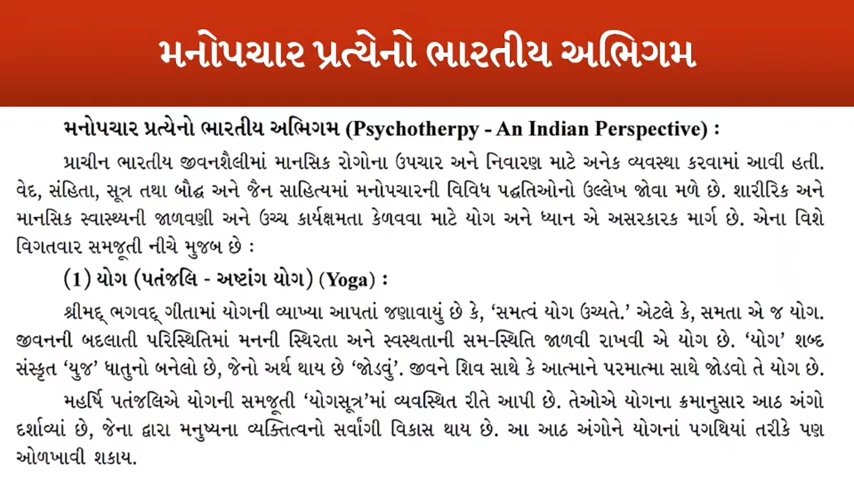 મનોપચાર પ્રત્યેનો ભારતીય અભિગમ
મનોપચાર પ્રત્યેનો ભારતીય અભિગમ (Psychotherpy - An Indian Perspective) :
પ્રાચીન ભારતીય જીવનશૈલીમાં માનસિક રોગોના ઉપચાર અને નિવારણ માટે અનેક વ્યવસ્થા કરવામાં આવી હતી.
વેદ, સંહિતા, સૂત્ર તથા બૌદ્ધ અને જૈન સાહિત્યમાં મનોપચારની વિવિધ પદ્ધતિઓનો ઉલ્લેખ જોવા મળે છે. શારીરિક અને
માનસિક સ્વાસ્થ્યની જાળવણી અને ઉચ્ચ કાર્યક્ષમતા કેળવવા માટે યોગ અને ધ્યાન એ અસરકારક માર્ગ છે. એના વિશે
વિગતવાર સમજૂતી નીચે મુજબ છે :
(1) યોગ (પતંજલિ - અષ્ટાંગ યોગ) (Yoga) :
શ્રીમદ્ ભગવદ્ ગીતામાં યોગની વ્યાખ્યા આપતાં જણાવાયું છે કે, ‘સમત્વં યોગ ઉચ્યતે.’ એટલે કે, સમતા એ જ યોગ.
જીવનની બદલાતી પરિસ્થિતિમાં મનની સ્થિરતા અને સ્વસ્થતાની સમ-સ્થિતિ જાળવી રાખવી એ યોગ છે. ‘યોગ’ શબ્દ
સંસ્કૃત ‘યુજ’ ધાતુનો બનેલો છે, જેનો અર્થ થાય છે ‘જોડવું’. જીવને શિવ સાથે કે આત્માને પરમાત્મા સાથે જોડવો તે યોગ છે.
મહર્ષિ પતંજલિએ યોગની સમજૂતી ‘યોગસૂત્ર’માં વ્યવસ્થિત રીતે આપી છે. તેઓએ યોગના ક્રમાનુસાર આઠ અંગો
દર્શાવ્યાં છે, જેના દ્વારા મનુષ્યના વ્યક્તિત્વનો સર્વાંગી વિકાસ થાય છે. આ આઠ અંગોને યોગનાં પગથિયાં તરીકે પણ
ઓળખાવી શકાય.